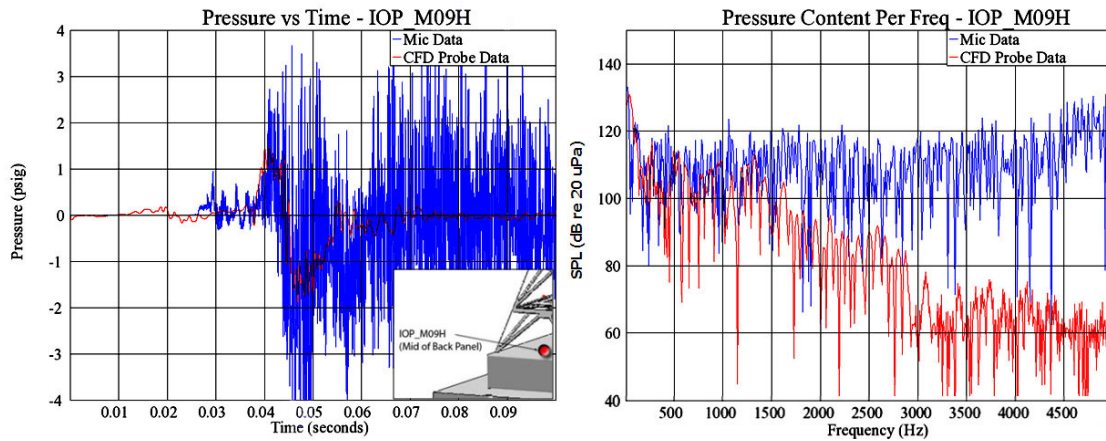 Pressure vs Time - IOP_M09H
Mic Data
CFD Probe Data
4
3
2
1
0
-1
-2
-3
-4
Pressure (psig)
IOP_M09H
(Mid of Back Panel)
0.01 0.02 0.03 0.04 0.05 0.06 0.07 0.08 0.09
Time (seconds)
Pressure Content Per Freq - IOP_M09H
Mic Data
CFD Probe Data
140
120
100
80
60
40
SPL (dB re 20 uPa)
500 1000 1500 2000 2500 3000 3500 4000 4500
Frequency (Hz)